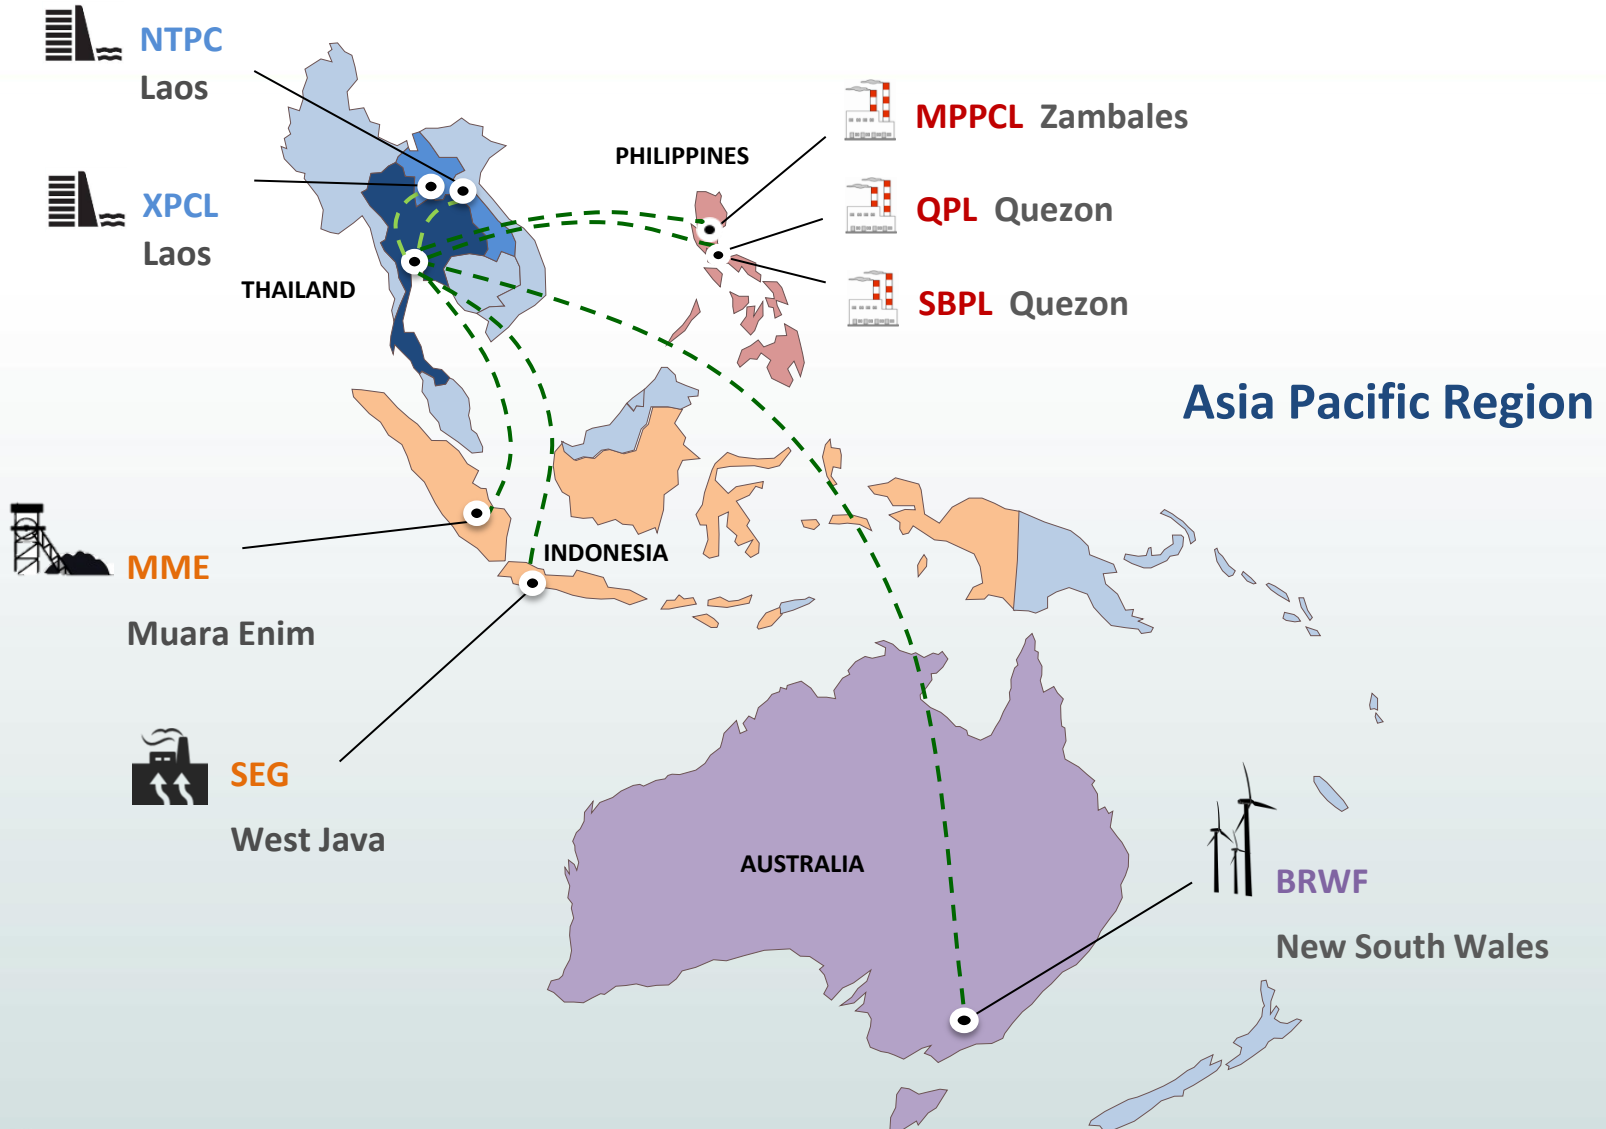 NTPC
Laos
XPCL
Laos
THAILAND
PHILIPPINES
MPPCL Zambales
QPL Quezon
SBPL Quezon
Asia Pacific Region
INDONESIA
MME
Muara Enim
SEG
West Java
AUSTRALIA
BRWF
New South Wales